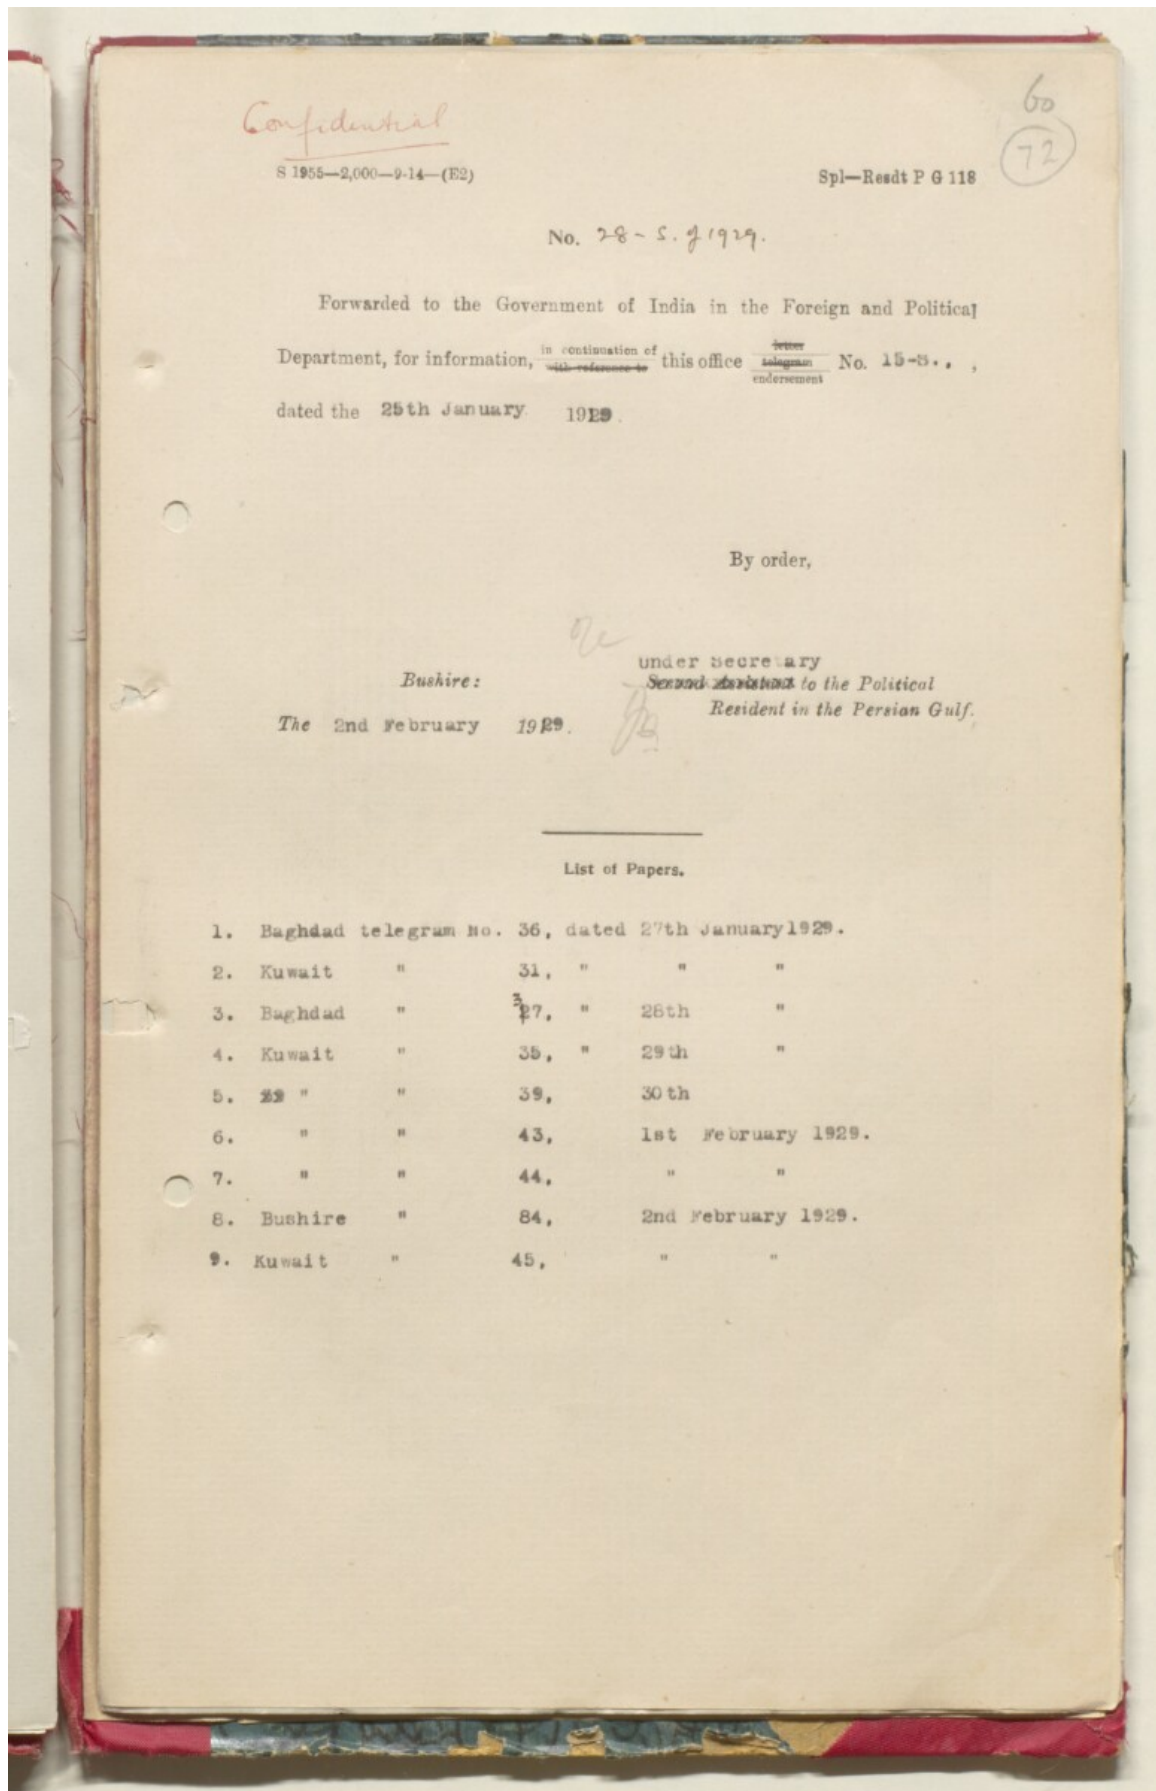 60
Confidential
72
S 1955—2,000—9-14—(E2)
Spl—Resdt P G 118
No. 28-S. of 1929.
Forwarded to the Government of India in the Foreign and Political
Department, for information, in continuation of with reference to this office letter telegram endorsement No. 15-S., ,
dated the 25th January 1929.
By order,
Under Secretary
Bushire: Second Assistant to the Political
Resident in the Persian Gulf.
The 2nd February 1929.
List of Papers.
1. Baghdad telegram No. 36, dated 27th January 1929.
2. Kuwait " 31, " " "
3. Baghdad " 37, " 28th "
4. Kuwait " 35, " 29th "
5. " " 39, 30th
6. " " 43, 1st February 1929.
7. " " 44, " "
8. Bushire " 84, 2nd February 1929.
9. Kuwait " 45, " "